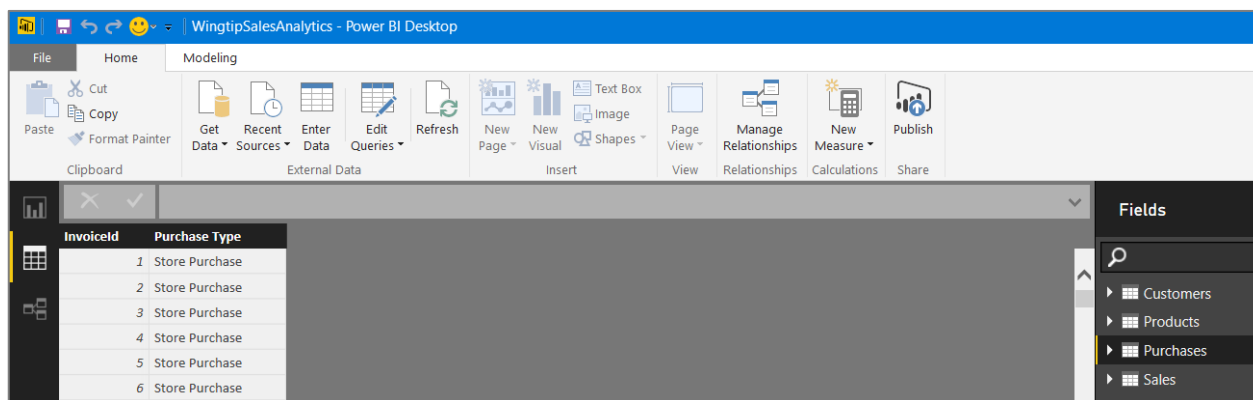 WingtipSalesAnalytics - Power BI Desktop
File Home Modeling
Paste
Cut
Copy
Format Painter
Clipboard
Get Data
Recent Sources
Enter Data
Edit Queries
Refresh
External Data
New Page
New Visual
Text Box
Image
Shapes
Insert
Page View
View
Manage Relationships
Relationships
New Measure
Calculations
Publish
Share
Fields
InvoiceId Purchase Type
1 Store Purchase
2 Store Purchase
3 Store Purchase
4 Store Purchase
5 Store Purchase
6 Store Purchase
Customers
Products
Purchases
Sales